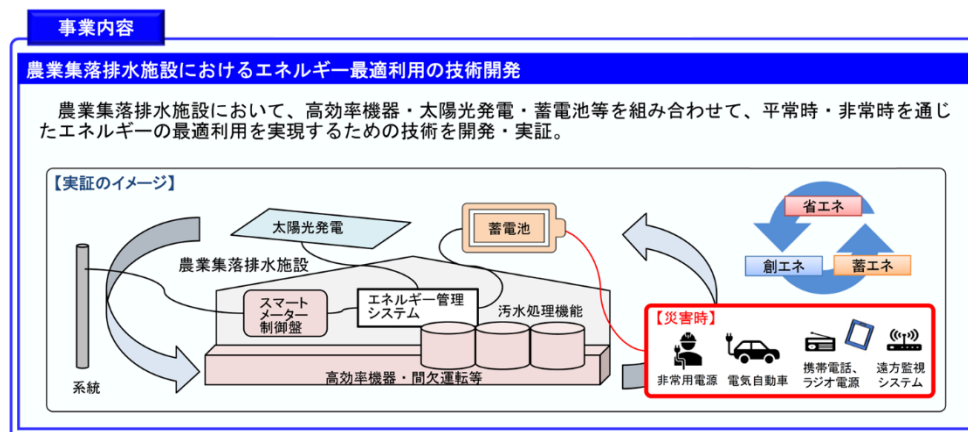 事業内容
農業集落排水施設におけるエネルギー最適利用の技術開発
農業集落排水施設において、高効率機器・太陽光発電・蓄電池等を組み合わせて、平常時・非常時を通じ
たエネルギーの最適利用を実現するための技術を開発・実証。
【実証のイメージ】
太陽光発電
蓄電池
省エネ
創エネ
蓄エネ
農業集落排水施設
スマート
メーター
制御盤
エネルギー管理
システム
汚水処理機能
高効率機器・間欠運転等
系統
【災害時】
非常用電源
電気自動車
携帯電話、
ラジオ電源
遠方監視
システム